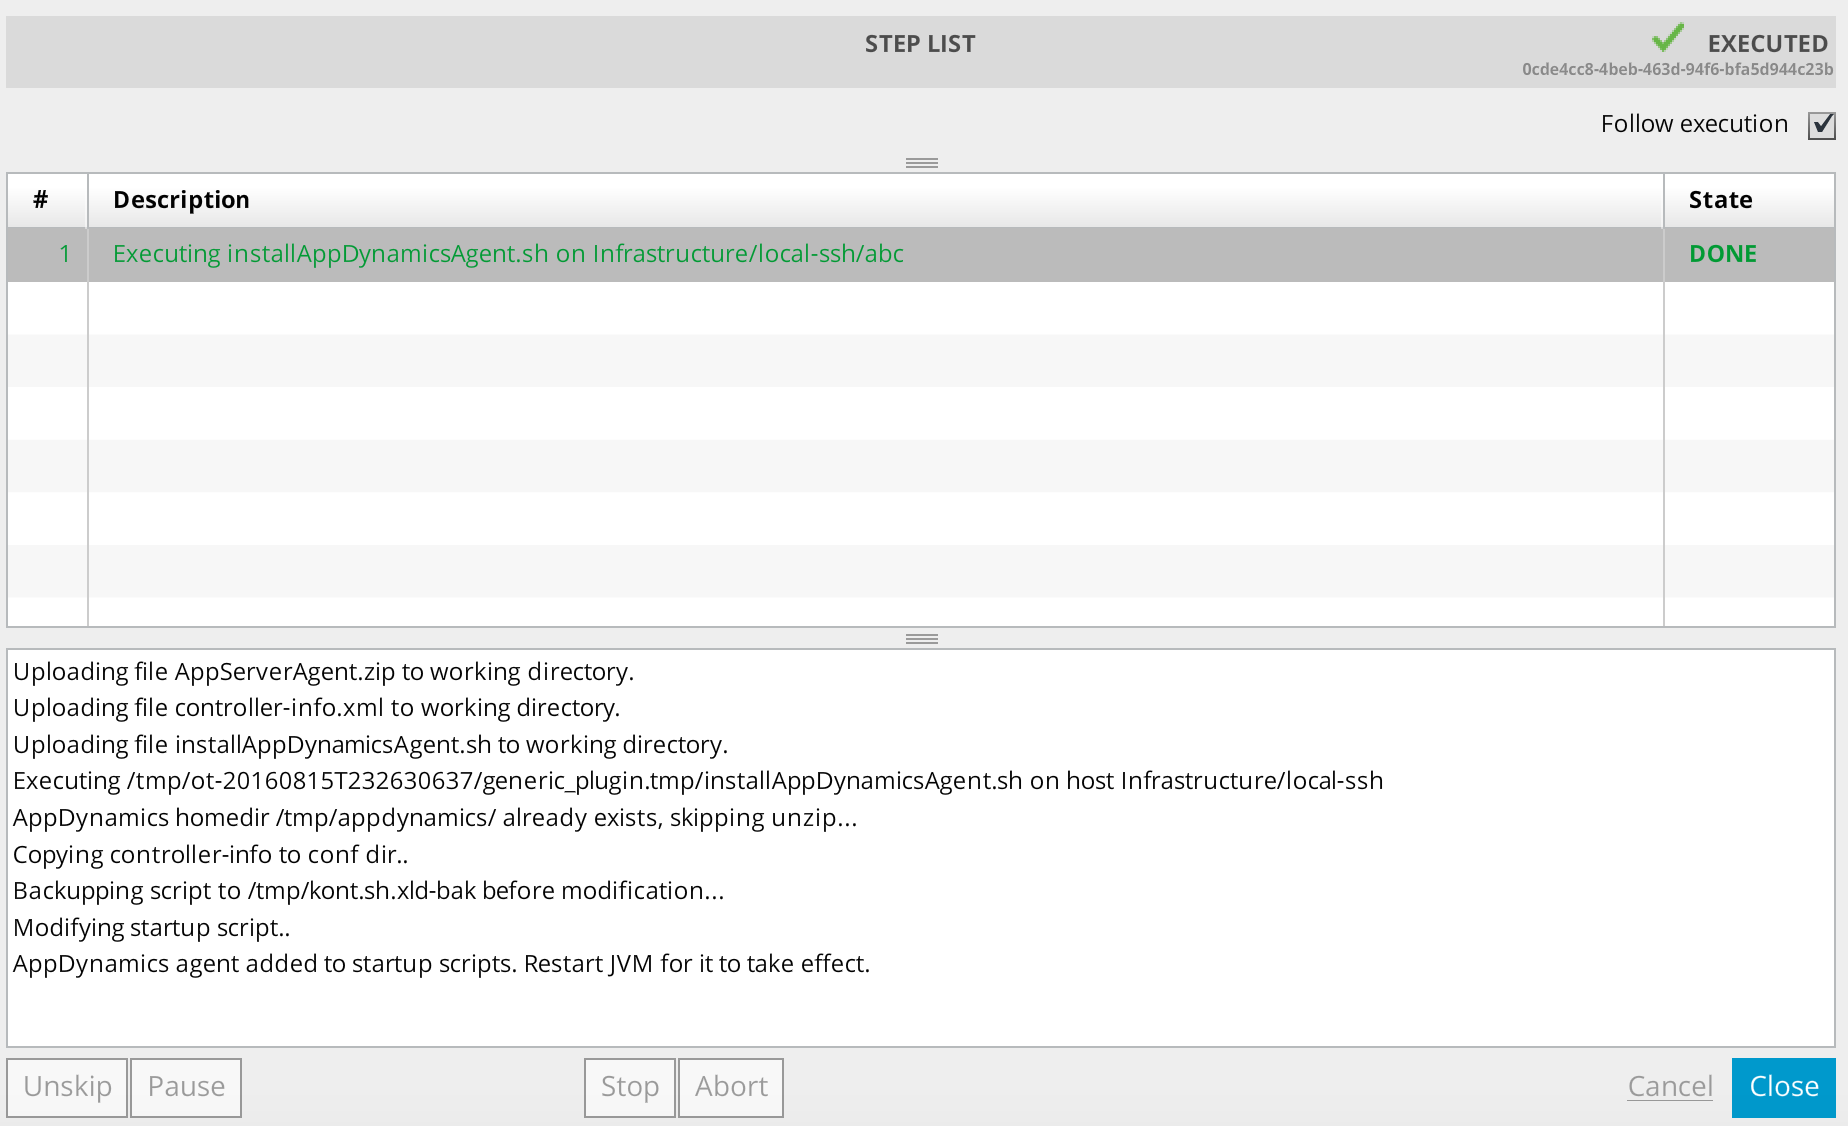 STEP LIST
EXECUTED
0cde4cc8-4beb-463d-94f6-bfa5d944c23b
Follow execution
# Description State
1 Executing installAppDynamicsAgent.sh on Infrastructure/local-ssh/abc DONE
Uploading file AppServerAgent.zip to working directory.
Uploading file controller-info.xml to working directory.
Uploading file installAppDynamicsAgent.sh to working directory.
Executing /tmp/ot-20160815T232630637/generic_plugin.tmp/installAppDynamicsAgent.sh on host Infrastructure/local-ssh
AppDynamics homedir /tmp/appdynamics/ already exists, skipping unzip...
Copying controller-info to conf dir..
Backupping script to /tmp/kont.sh.xld-bak before modification...
Modifying startup script..
AppDynamics agent added to startup scripts. Restart JVM for it to take effect.
Unskip Pause Stop Abort Cancel Close